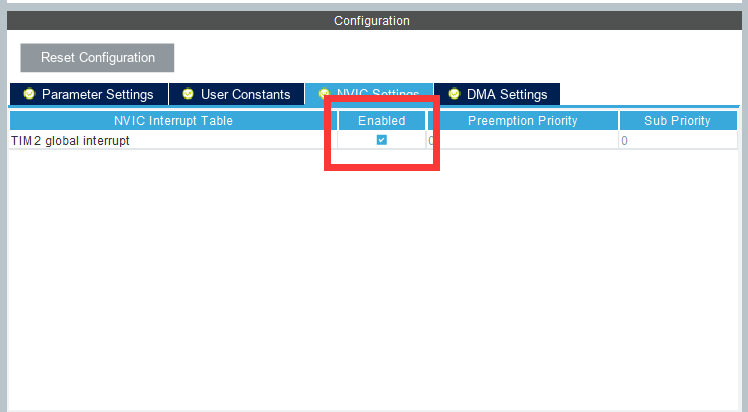 Configuration
Reset Configuration
Parameter Settings User Constants NVIC Settings DMA Settings
NVIC Interrupt Table Enabled Preemption Priority Sub Priority
TIM2 global interrupt 0 0